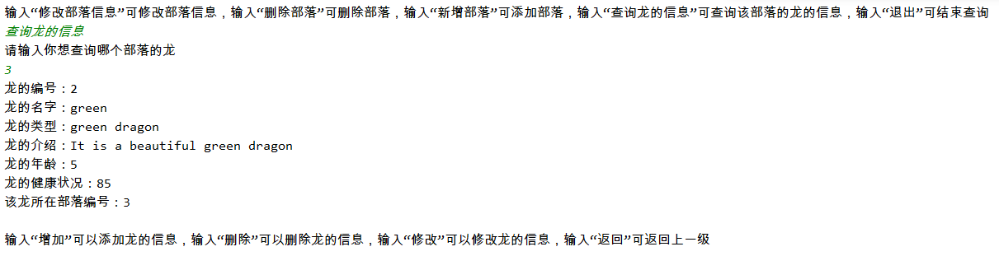 输入“修改部落信息”可修改部落信息，输入“删除部落”可删除部落，输入“新增部落”可添加部落，输入“查询龙的信息”可查询该部落的龙的信息，输入“退出”可结束查询
查询龙的信息
请输入你想查询哪个部落的龙
3
龙的编号：2
龙的名字：green
龙的类型：green dragon
龙的介绍：It is a beautiful green dragon
龙的年龄：5
龙的健康状况：85
该龙所在部落编号：3
输入“增加”可以添加龙的信息，输入“删除”可以删除龙的信息，输入“修改”可以修改龙的信息，输入“返回”可返回上一级